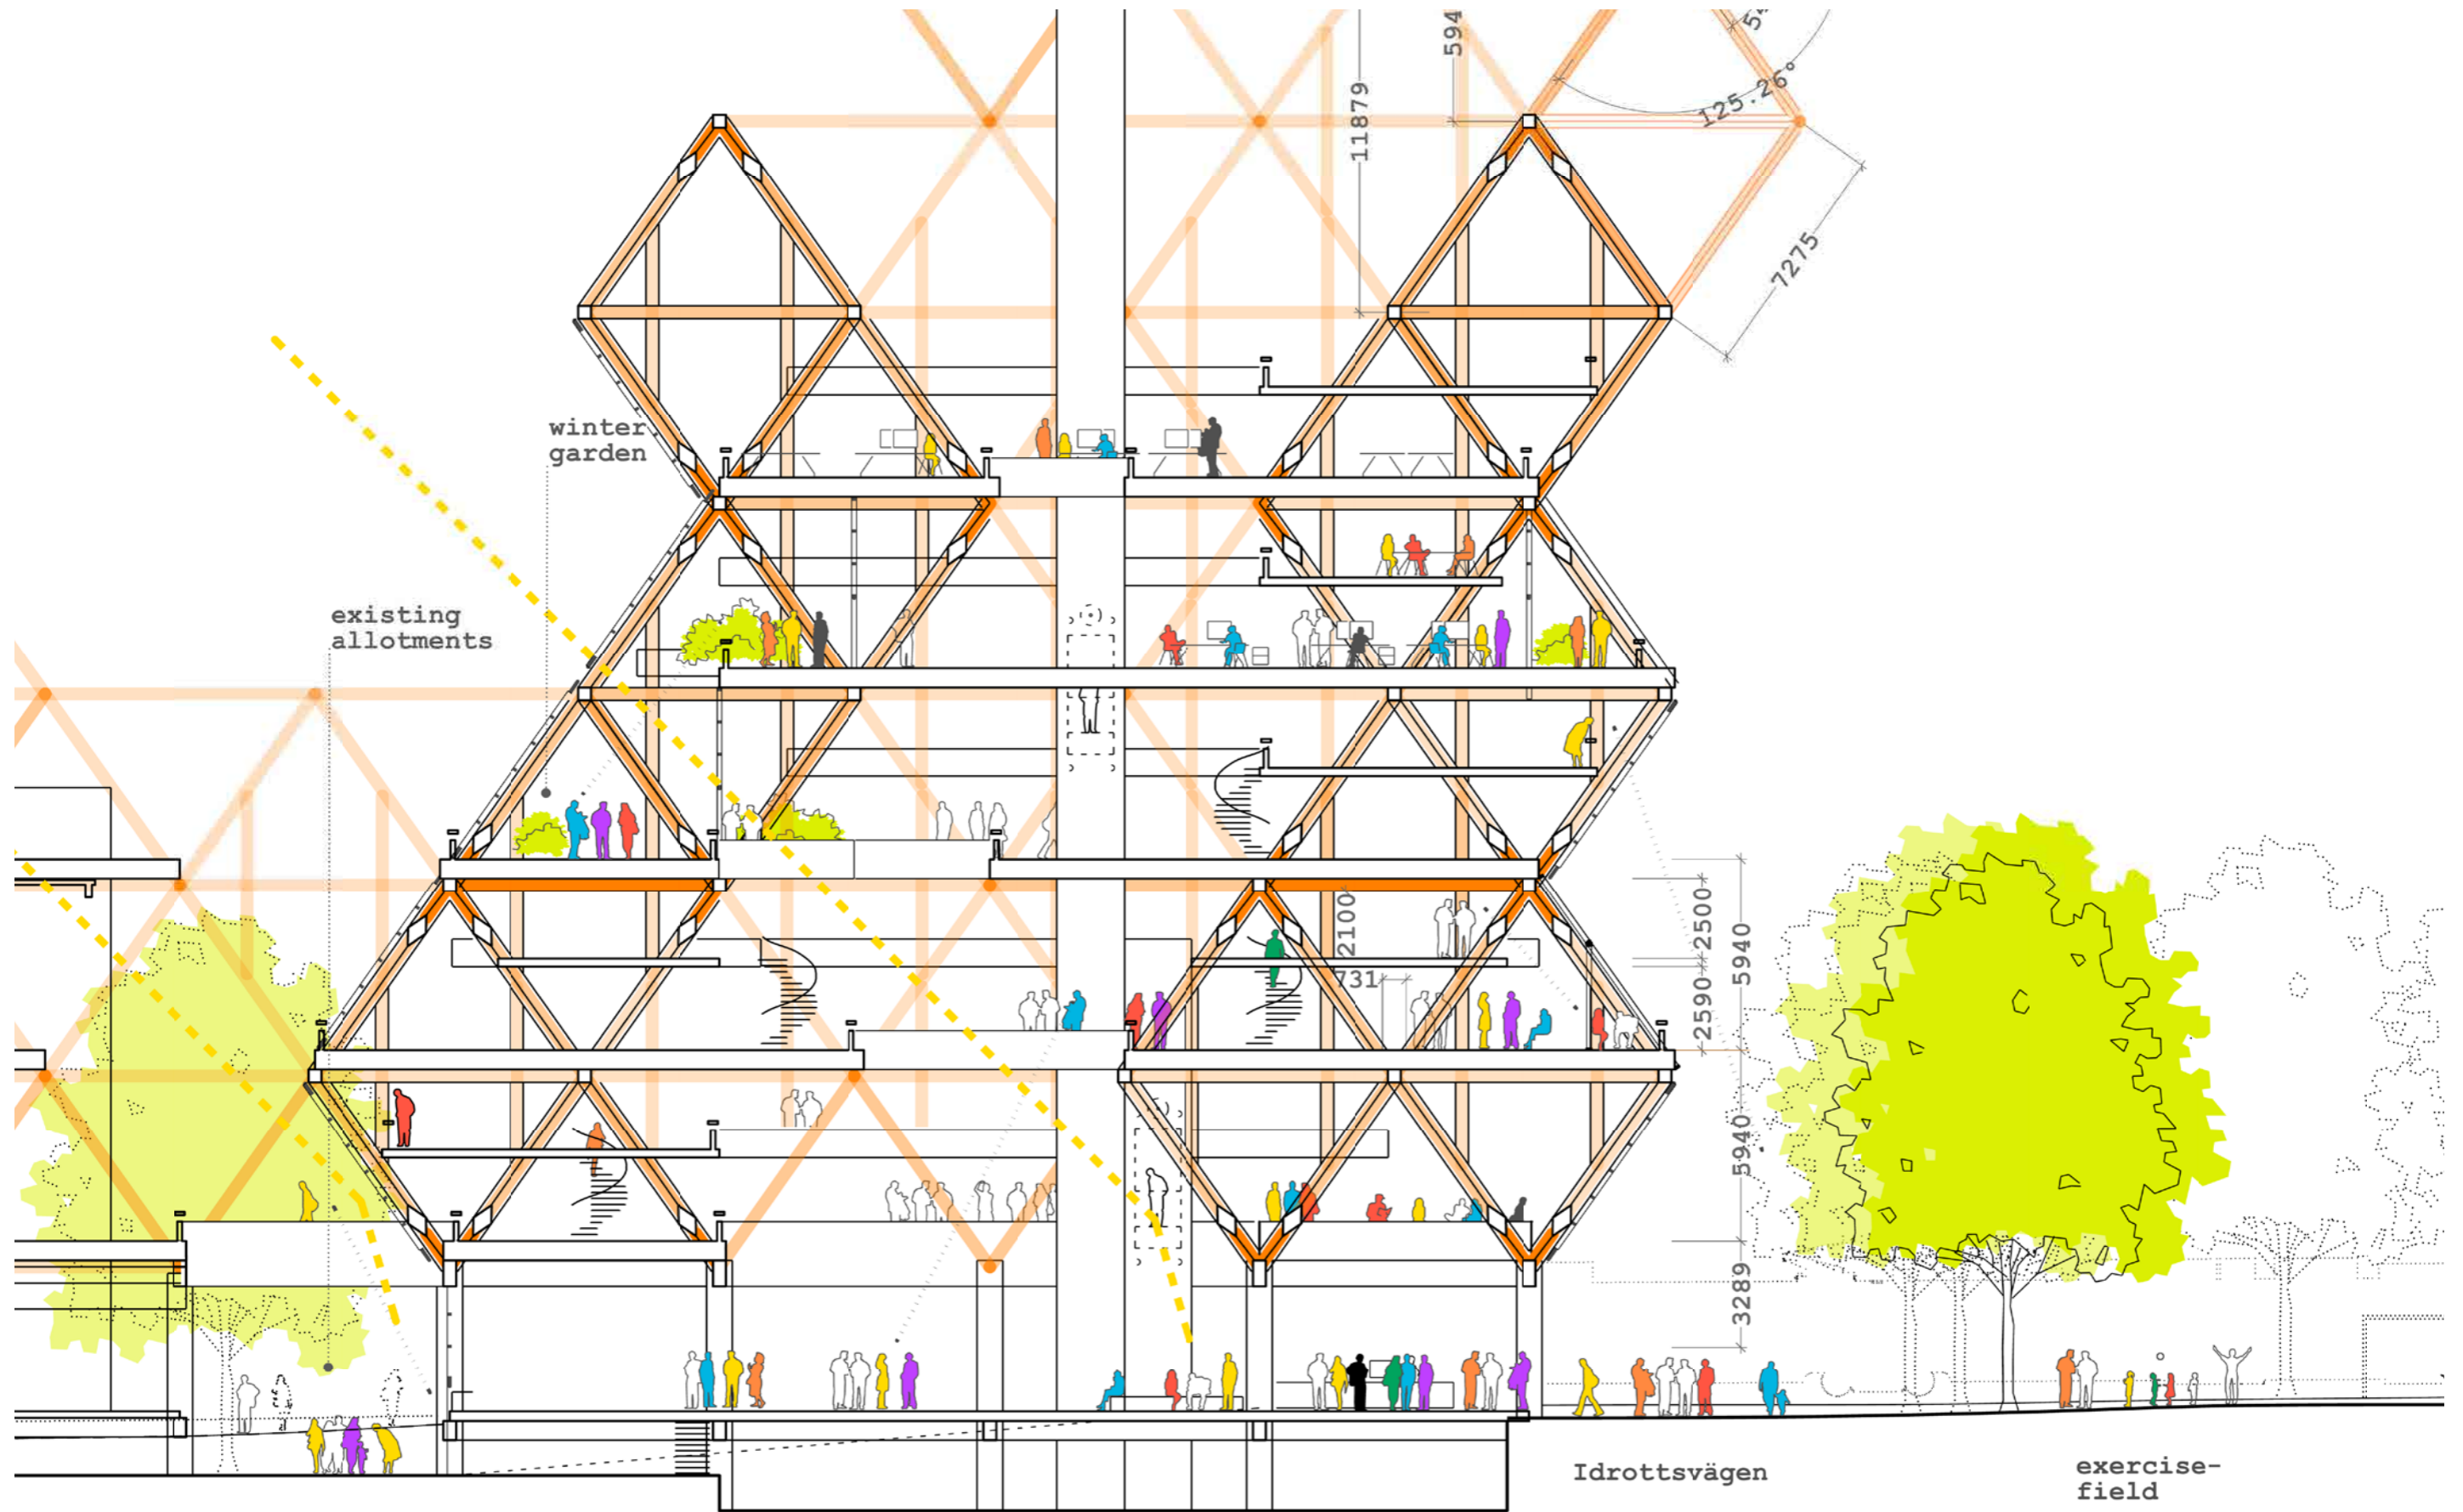 594
125.26°
11879
7275
winter
garden
existing
allotments
2100
2500
5940
731
2590
5940
3289
Idrottsvägen
exercise-
field